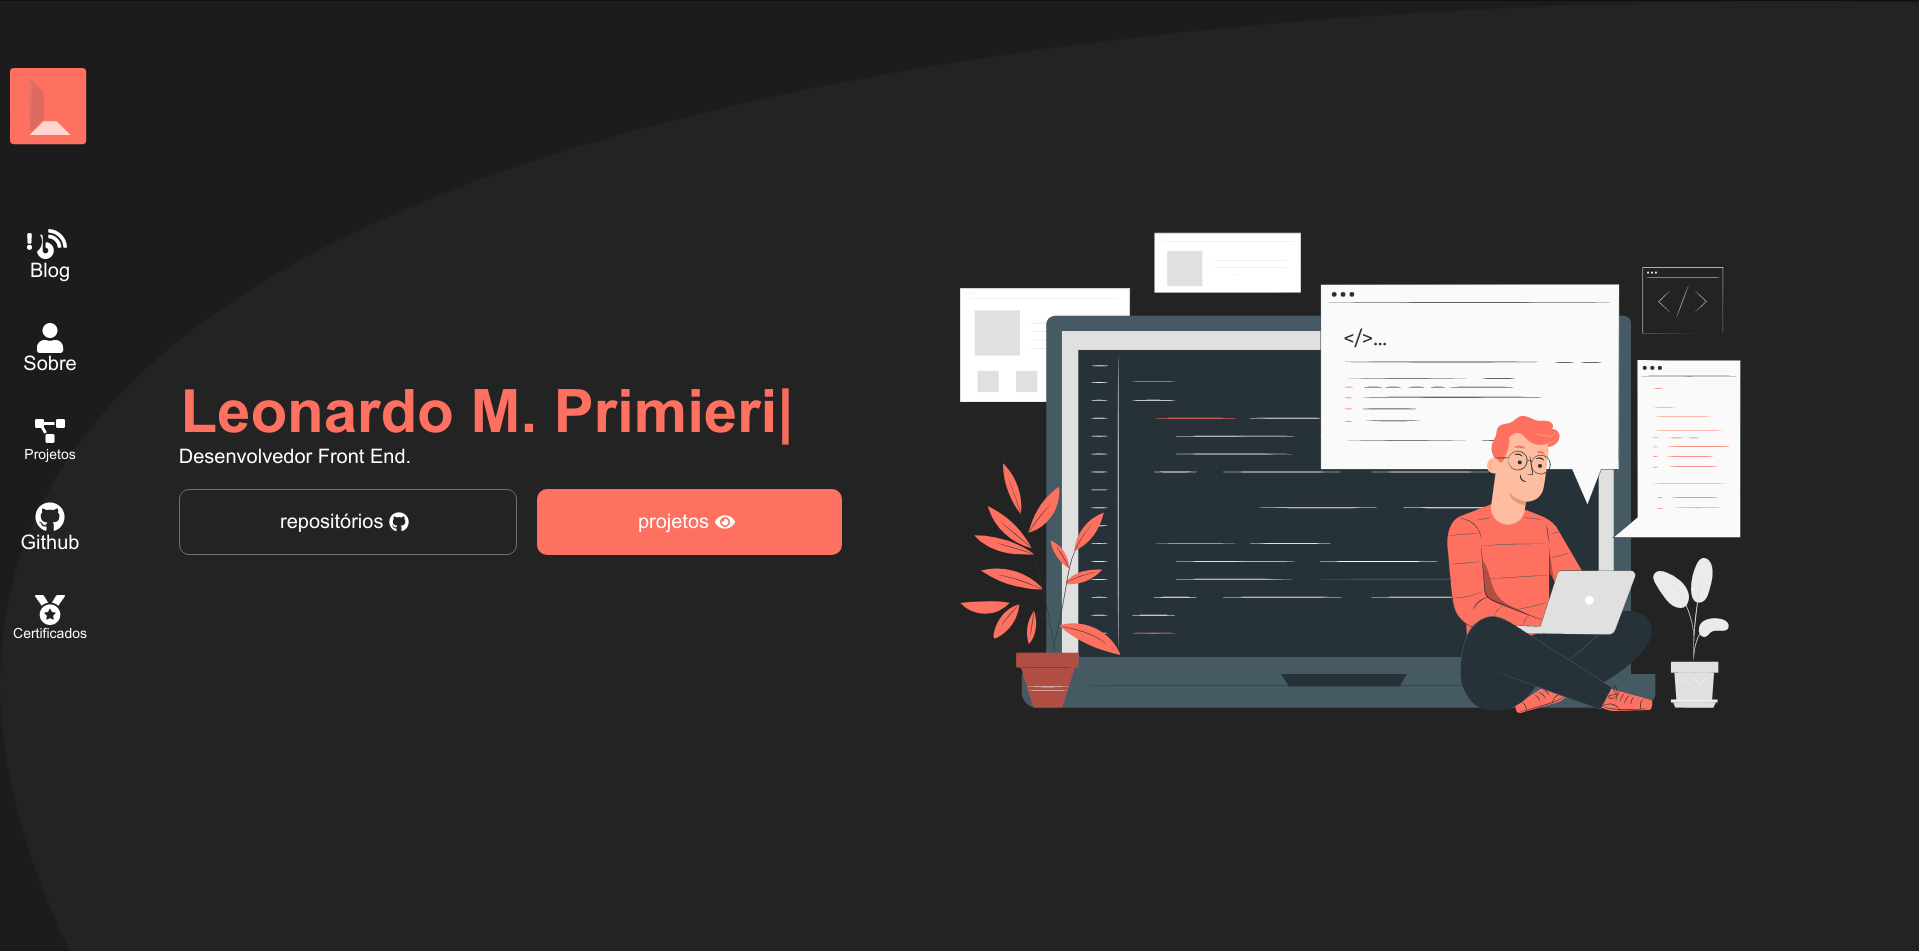 Blog
Sobre
Projetos
Github
Certificados
Leonardo M. Primieri|
Desenvolvedor Front End.
repositórios
projetos
</>...
</>